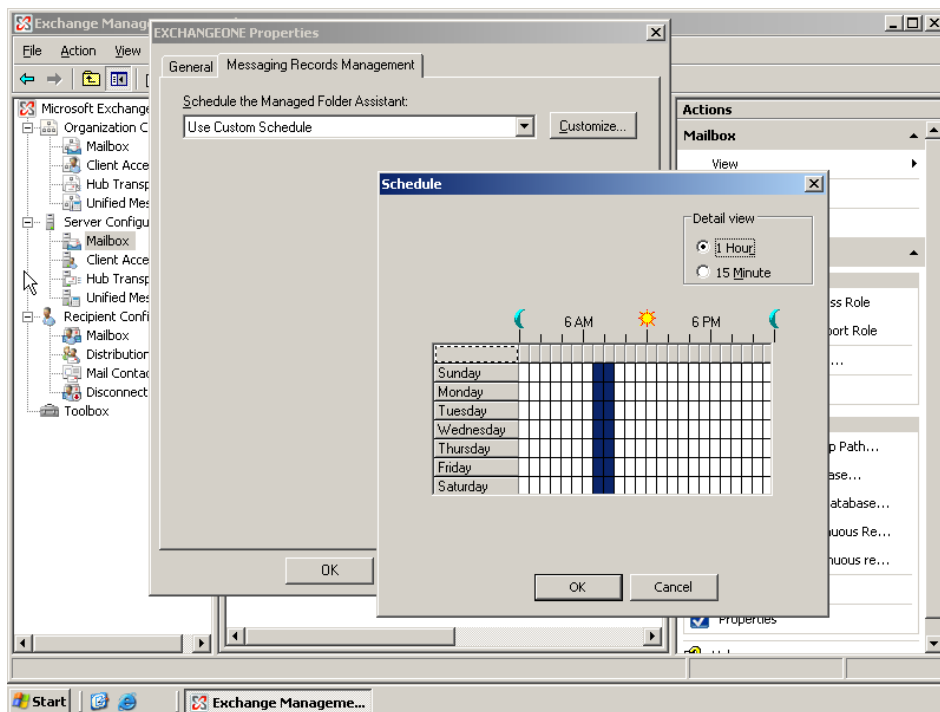 Exchange Manag
EXCHANGEONE Properties
File Action View
General Messaging Records Management
Schedule the Managed Folder Assistant:
Use Custom Schedule
Customize...
Microsoft Exchange
Organization C
Mailbox
Client Acce
Hub Transp
Unified Mes
Server Configu
Mailbox
Client Acce
Hub Transp
Unified Mes
Recipient Confi
Mailbox
Distribution
Mail Contac
Disconnect
Toolbox
Actions
Mailbox
View
Schedule
Detail view
1 Hour
15 Minute
6 AM 6 PM
Sunday
Monday
Tuesday
Wednesday
Thursday
Friday
Saturday
OK Cancel
OK
ss Role
port Role
...
p Path...
ase...
atabase...
nuous Re...
nuous re...
Properties
Start
Exchange Manageme...